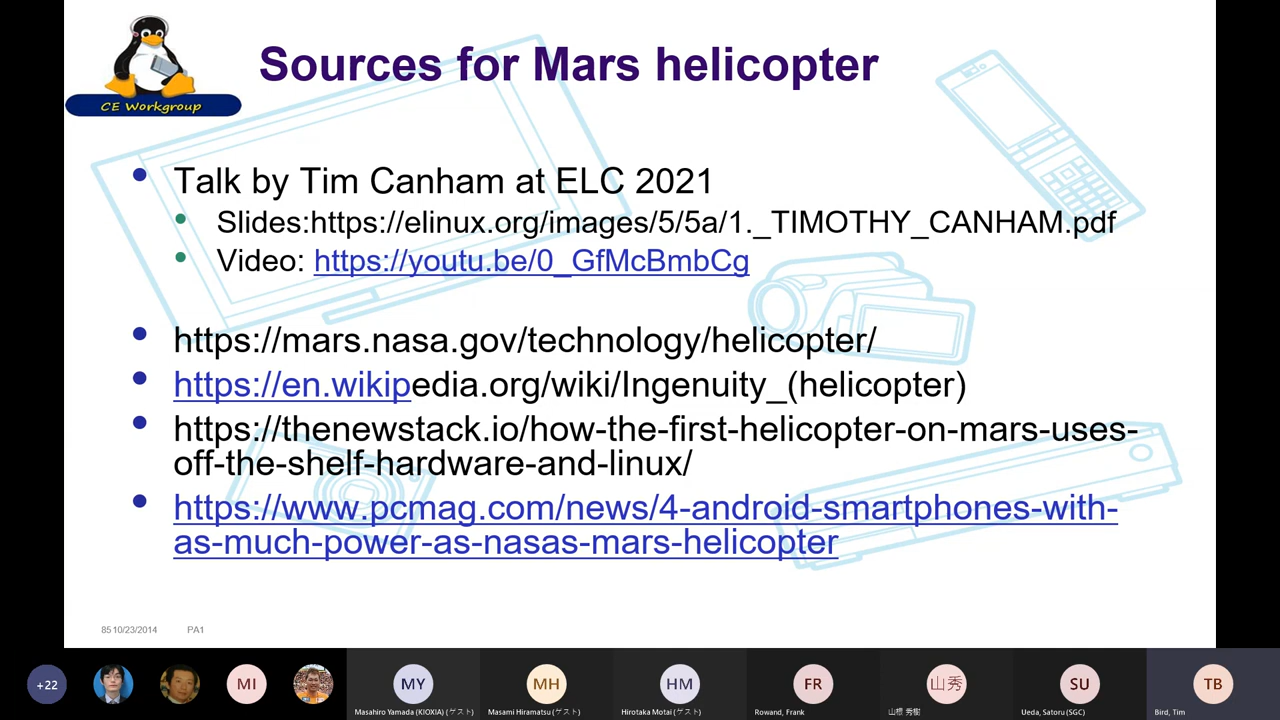 CE Workgroup
Sources for Mars helicopter
Talk by Tim Canham at ELC 2021
Slides:https://elinux.org/images/5/5a/1._TIMOTHY_CANHAM.pdf
Video: https://youtu.be/0_GfMcBmbCg
https://mars.nasa.gov/technology/helicopter/
https://en.wikipedia.org/wiki/Ingenuity_(helicopter)
https://thenewstack.io/how-the-first-helicopter-on-mars-uses-
off-the-shelf-hardware-and-linux/
https://www.pcmag.com/news/4-android-smartphones-with-
as-much-power-as-nasas-mars-helicopter
85 10/23/2014 PA1
+22 MI MY MH HM FR 山秀 SU TB
Masahiro Yamada (KIOXIA) (ゲスト) Masami Hiramatsu (ゲスト) Hirotaka Motai (ゲスト) Rowand, Frank 山根 秀樹 Ueda, Satoru (SGC) Bird, Tim